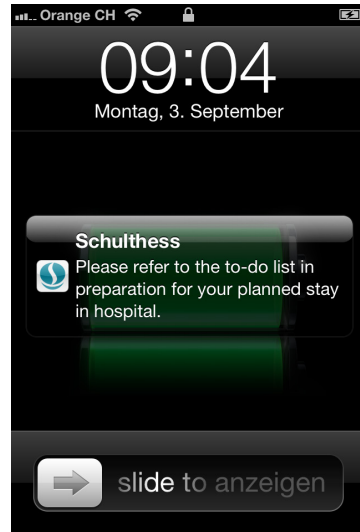 Orange CH
09:04
Montag, 3. September
Schulthess
Please refer to the to-do list in
preparation for your planned stay
in hospital.
slide to anzeigen